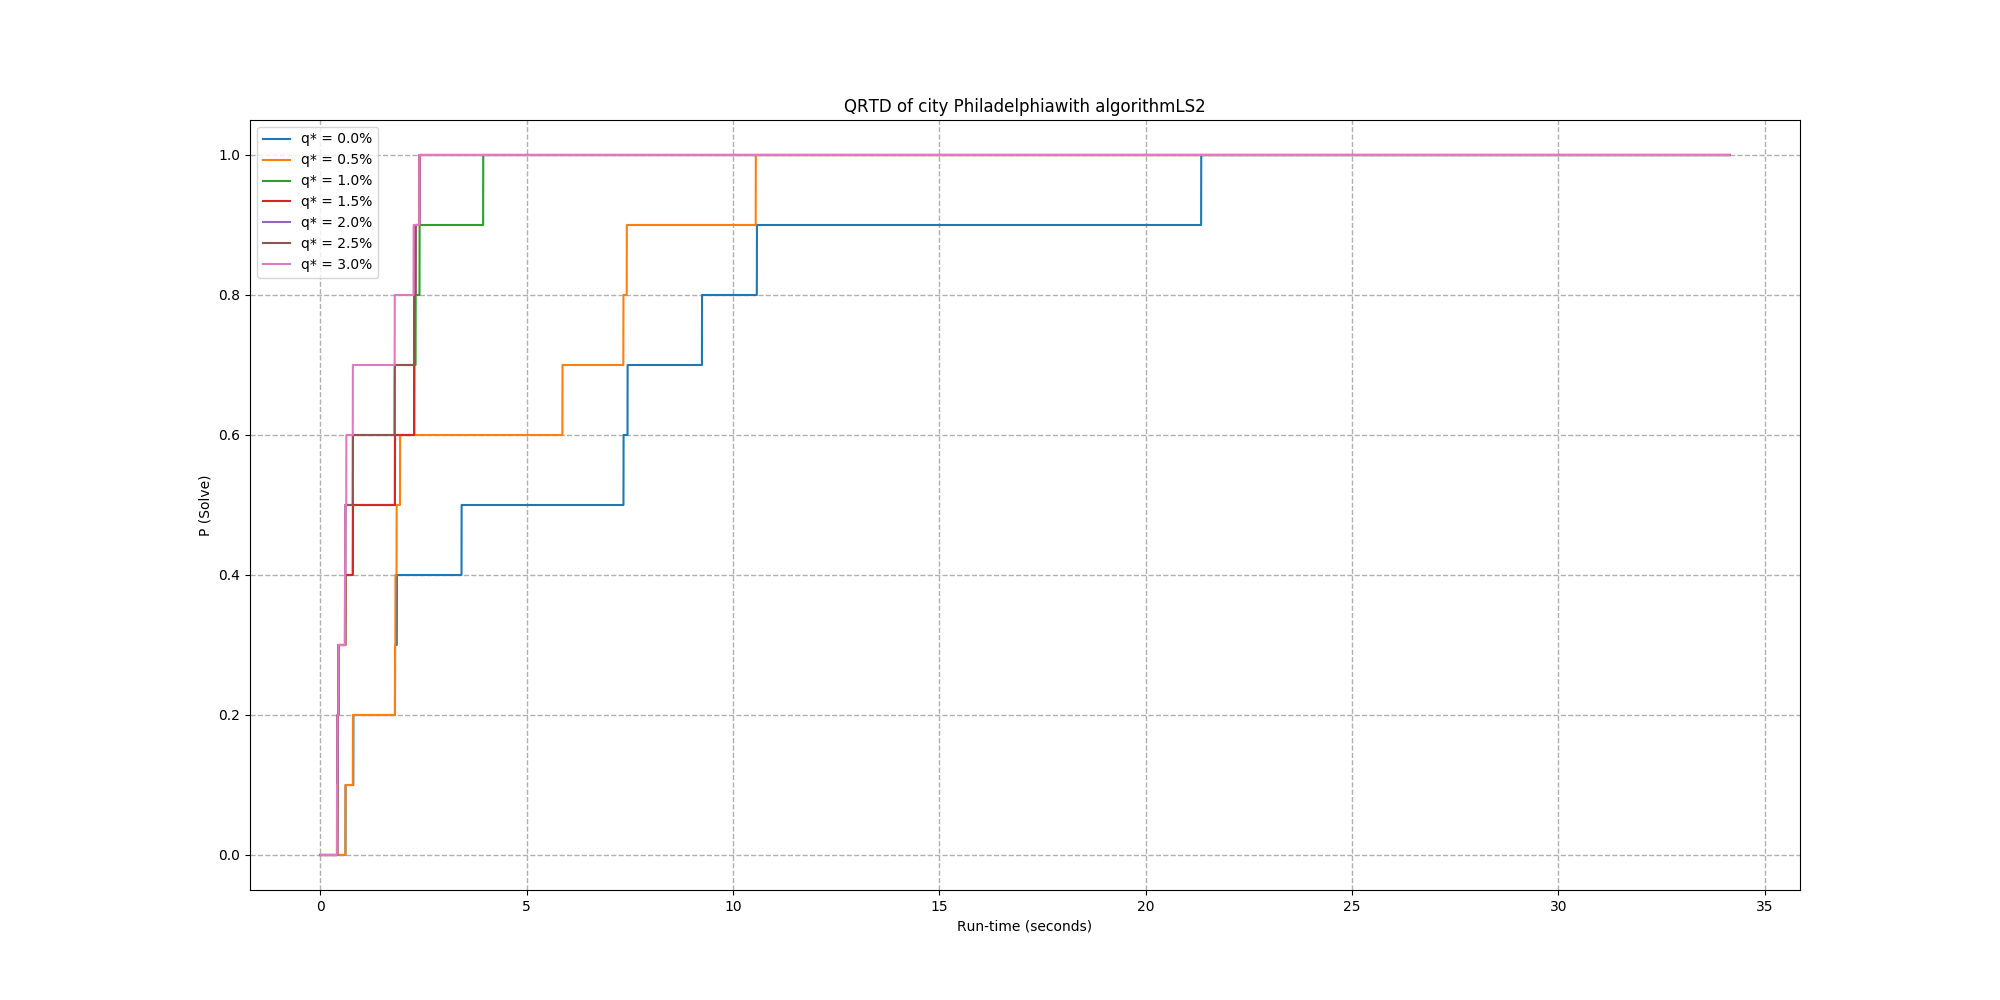 QRTD of city Philadelphiawith algorithmLS2
q* = 0.0%
q* = 0.5%
q* = 1.0%
q* = 1.5%
q* = 2.0%
q* = 2.5%
q* = 3.0%
1.0
0.8
0.6
0.4
0.2
0.0
P (Solve)
0 5 10 15 20 25 30 35
Run-time (seconds)